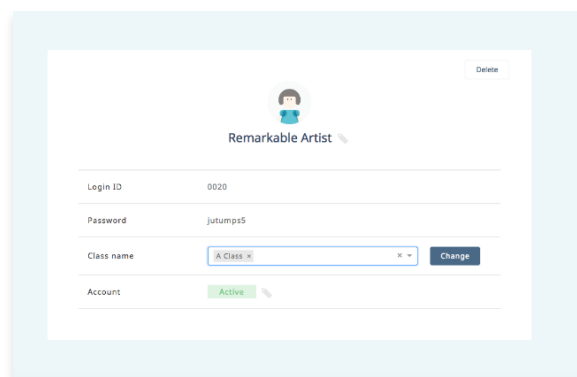 Delete
Remarkable Artist
Login ID 0020
Password jutumps5
Class name A Class × × Change
Account Active